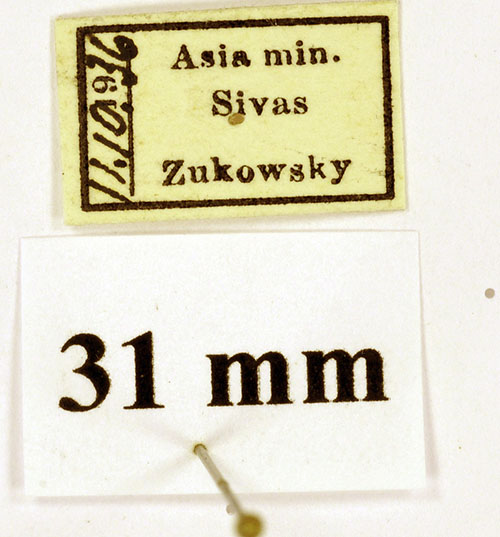 Asia min.
Sivas
Zukowsky
31 mm